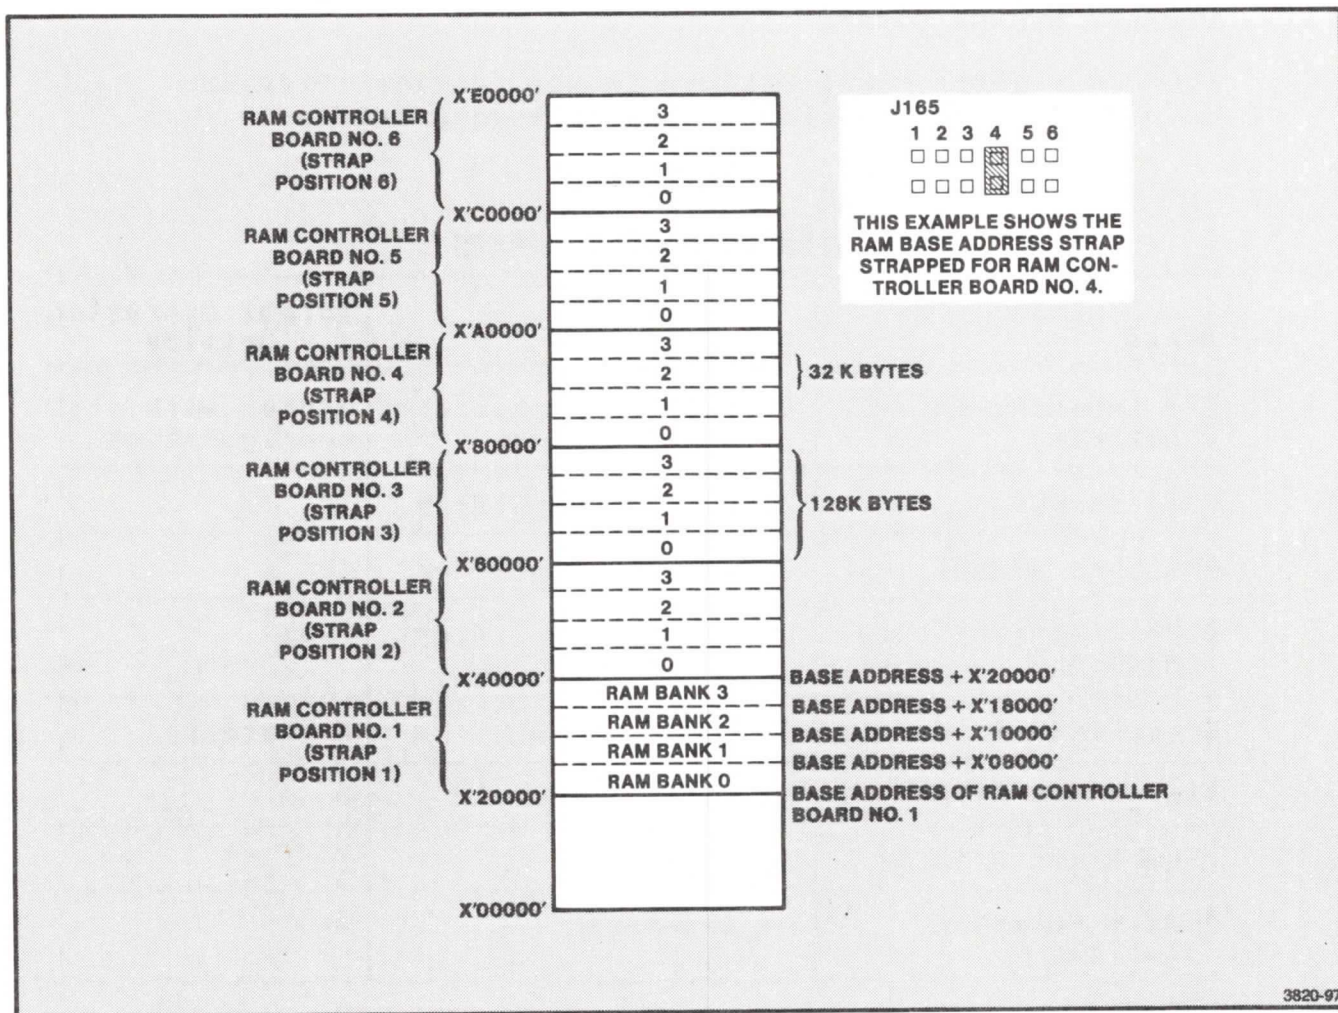 X'E0000'
RAM CONTROLLER
BOARD NO. 6
(STRAP
POSITION 6)
3
2
1
0
X'C0000'
RAM CONTROLLER
BOARD NO. 5
(STRAP
POSITION 5)
3
2
1
0
X'A0000'
RAM CONTROLLER
BOARD NO. 4
(STRAP
POSITION 4)
3
2
1
0
32 K BYTES
X'80000'
RAM CONTROLLER
BOARD NO. 3
(STRAP
POSITION 3)
3
2
1
0
128K BYTES
X'60000'
RAM CONTROLLER
BOARD NO. 2
(STRAP
POSITION 2)
3
2
1
0
X'40000'
BASE ADDRESS + X'20000'
RAM CONTROLLER
BOARD NO. 1
(STRAP
POSITION 1)
RAM BANK 3
BASE ADDRESS + X'18000'
RAM BANK 2
BASE ADDRESS + X'10000'
RAM BANK 1
BASE ADDRESS + X'08000'
RAM BANK 0
X'20000'
BASE ADDRESS OF RAM CONTROLLER
BOARD NO. 1
X'00000'
J165
1 2 3 4 5 6
THIS EXAMPLE SHOWS THE
RAM BASE ADDRESS STRAP
STRAPPED FOR RAM CON-
TROLLER BOARD NO. 4.
3820-97